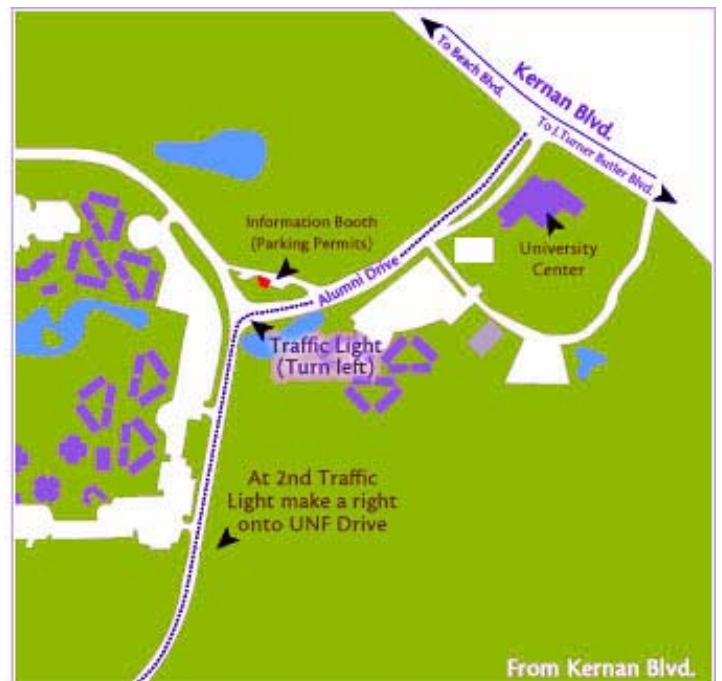 To Beach Blvd.
Kernan Blvd.
To J. Turner Butler Blvd.
Information Booth
(Parking Permits)
University
Center
Alumni Drive
Traffic Light
(Turn left)
At 2nd Traffic
Light make a right
onto UNF Drive
From Kernan Blvd.